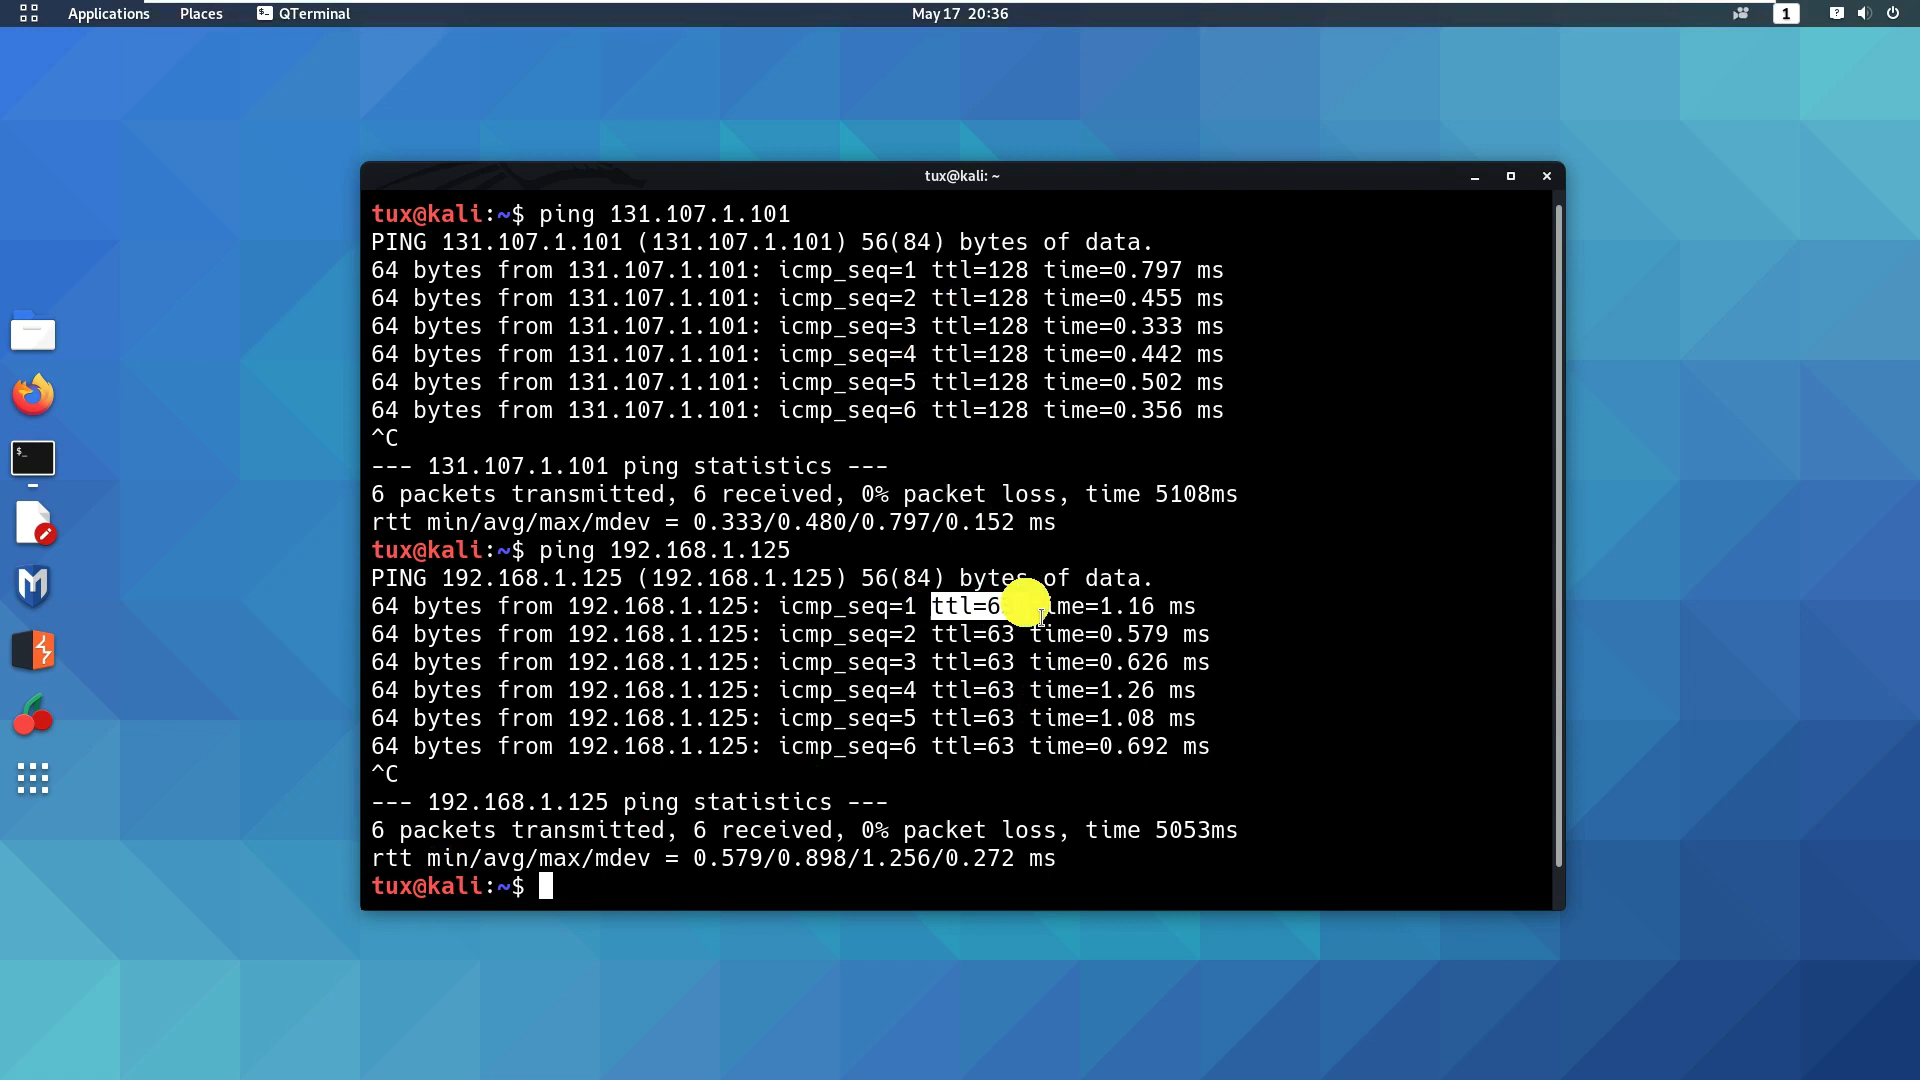 Applications Places QTerminal May 17 20:36 1
tux@kali: ~
tux@kali:~$ ping 131.107.1.101
PING 131.107.1.101 (131.107.1.101) 56(84) bytes of data.
64 bytes from 131.107.1.101: icmp_seq=1 ttl=128 time=0.797 ms
64 bytes from 131.107.1.101: icmp_seq=2 ttl=128 time=0.455 ms
64 bytes from 131.107.1.101: icmp_seq=3 ttl=128 time=0.333 ms
64 bytes from 131.107.1.101: icmp_seq=4 ttl=128 time=0.442 ms
64 bytes from 131.107.1.101: icmp_seq=5 ttl=128 time=0.502 ms
64 bytes from 131.107.1.101: icmp_seq=6 ttl=128 time=0.356 ms
^C
--- 131.107.1.101 ping statistics ---
6 packets transmitted, 6 received, 0% packet loss, time 5108ms
rtt min/avg/max/mdev = 0.333/0.480/0.797/0.152 ms
tux@kali:~$ ping 192.168.1.125
PING 192.168.1.125 (192.168.1.125) 56(84) bytes of data.
64 bytes from 192.168.1.125: icmp_seq=1 ttl=6 time=1.16 ms
64 bytes from 192.168.1.125: icmp_seq=2 ttl=63 time=0.579 ms
64 bytes from 192.168.1.125: icmp_seq=3 ttl=63 time=0.626 ms
64 bytes from 192.168.1.125: icmp_seq=4 ttl=63 time=1.26 ms
64 bytes from 192.168.1.125: icmp_seq=5 ttl=63 time=1.08 ms
64 bytes from 192.168.1.125: icmp_seq=6 ttl=63 time=0.692 ms
^C
--- 192.168.1.125 ping statistics ---
6 packets transmitted, 6 received, 0% packet loss, time 5053ms
rtt min/avg/max/mdev = 0.579/0.898/1.256/0.272 ms
tux@kali:~$